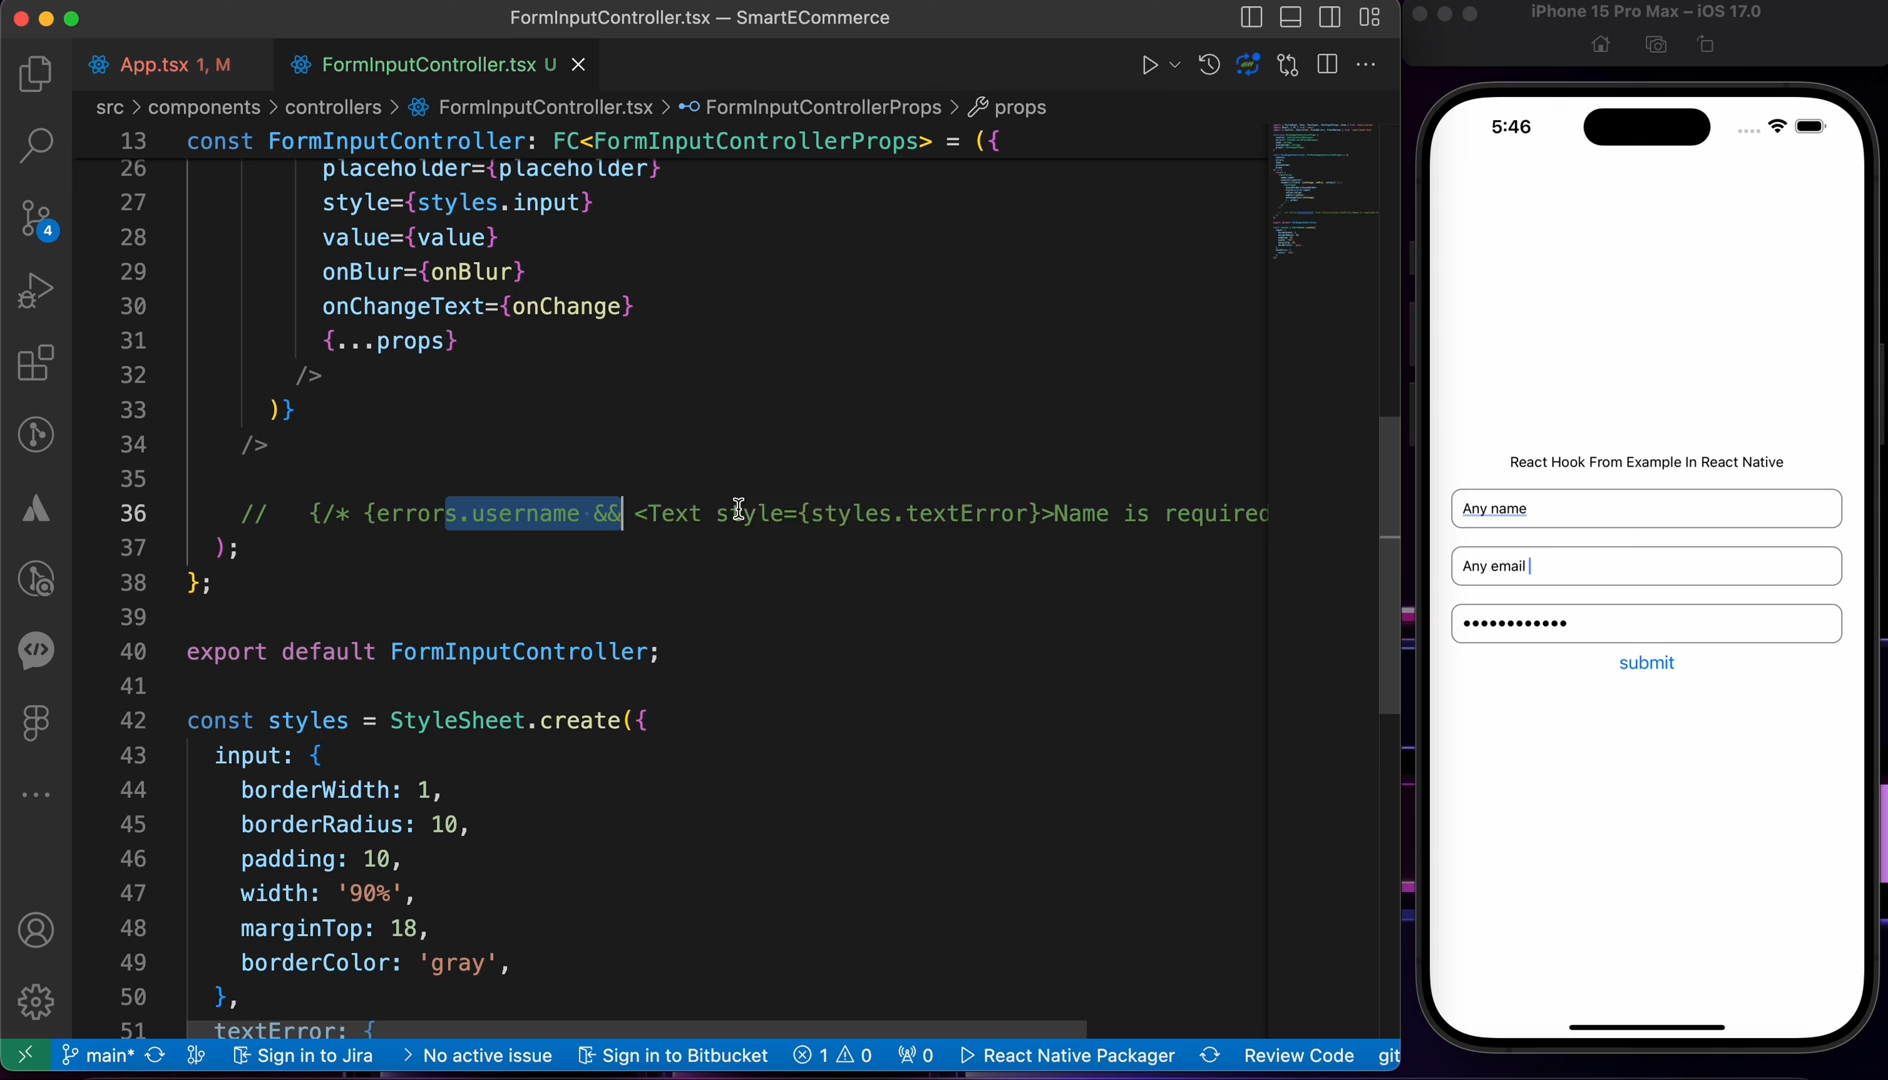 FormInputController.tsx — SmartECommerce
App.tsx 1, M
FormInputController.tsx U
src > components > controllers > FormInputController.tsx > FormInputControllerProps > props
13 const FormInputController: FC<FormInputControllerProps> = ({
26 placeholder={placeholder}
27 style={styles.input}
28 value={value}
29 onBlur={onBlur}
30 onChangeText={onChange}
31 {...props}
32 />
33 )}
34 />
35
36 // {/* {errors.username && <Text style={styles.textError}>Name is required
37 );
38 };
39
40 export default FormInputController;
41
42 const styles = StyleSheet.create({
43 input: {
44 borderWidth: 1,
45 borderRadius: 10,
46 padding: 10,
47 width: '90%',
48 marginTop: 18,
49 borderColor: 'gray',
50 },
51 textError: {
4
main* Sign in to Jira > No active issue Sign in to Bitbucket 1 0 0 React Native Packager Review Code git
iPhone 15 Pro Max – iOS 17.0
5:46
React Hook From Example In React Native
Any name
Any email
••••••••••••
submit